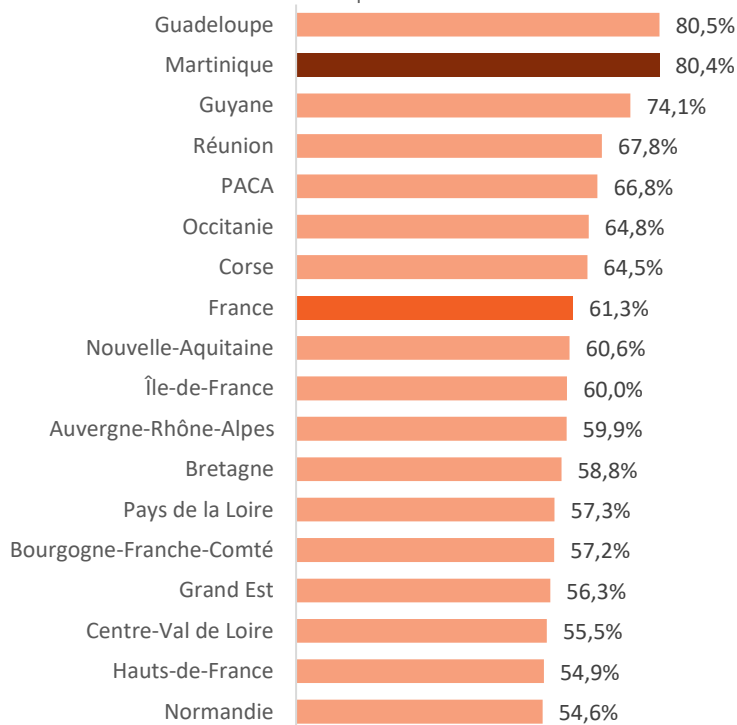 Guadeloupe 80,5%
Martinique 80,4%
Guyane 74,1%
Réunion 67,8%
PACA 66,8%
Occitanie 64,8%
Corse 64,5%
France 61,3%
Nouvelle-Aquitaine 60,6%
Île-de-France 60,0%
Auvergne-Rhône-Alpes 59,9%
Bretagne 58,8%
Pays de la Loire 57,3%
Bourgogne-Franche-Comté 57,2%
Grand Est 56,3%
Centre-Val de Loire 55,5%
Hauts-de-France 54,9%
Normandie 54,6%